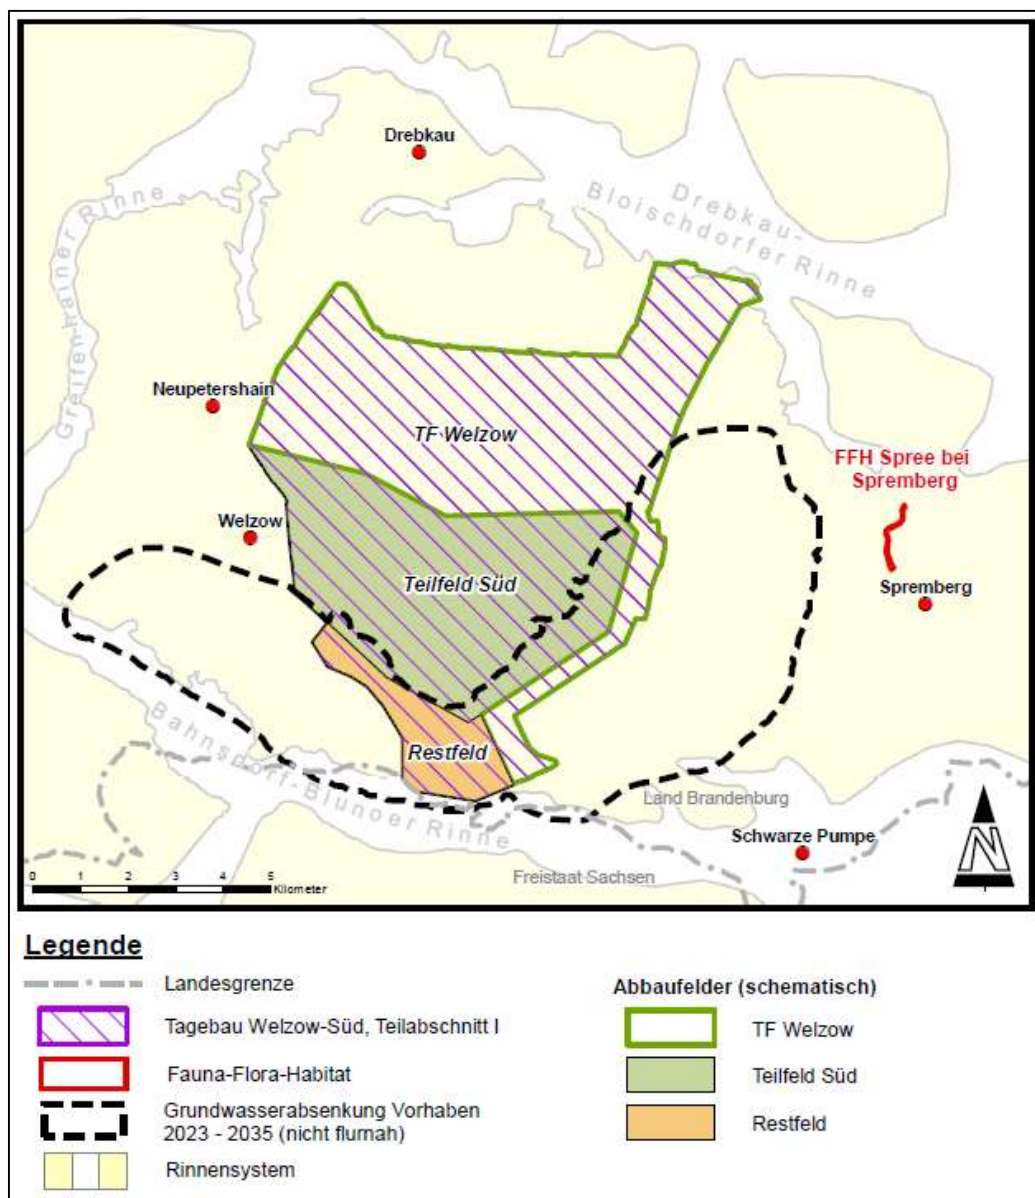 Drebkau
Drebkau-
Bloischdorfer Rinne
Greifenhainer Rinne
Neupetershain
TF Welzow
FFH Spree bei
Spremberg
Welzow
Teilfeld Süd
Spremberg
Restfeld
Bahnsdorf-Blunoer Rinne
Land Brandenburg
Schwarze Pumpe
Freistaat Sachsen
N
0 1 2 3 4 5
Kilometer
Legende
Landesgrenze
Tagebau Welzow-Süd, Teilabschnitt I
Fauna-Flora-Habitat
Grundwasserabsenkung Vorhaben
2023 - 2035 (nicht flurnah)
Rinnensystem
Abbaufelder (schematisch)
TF Welzow
Teilfeld Süd
Restfeld